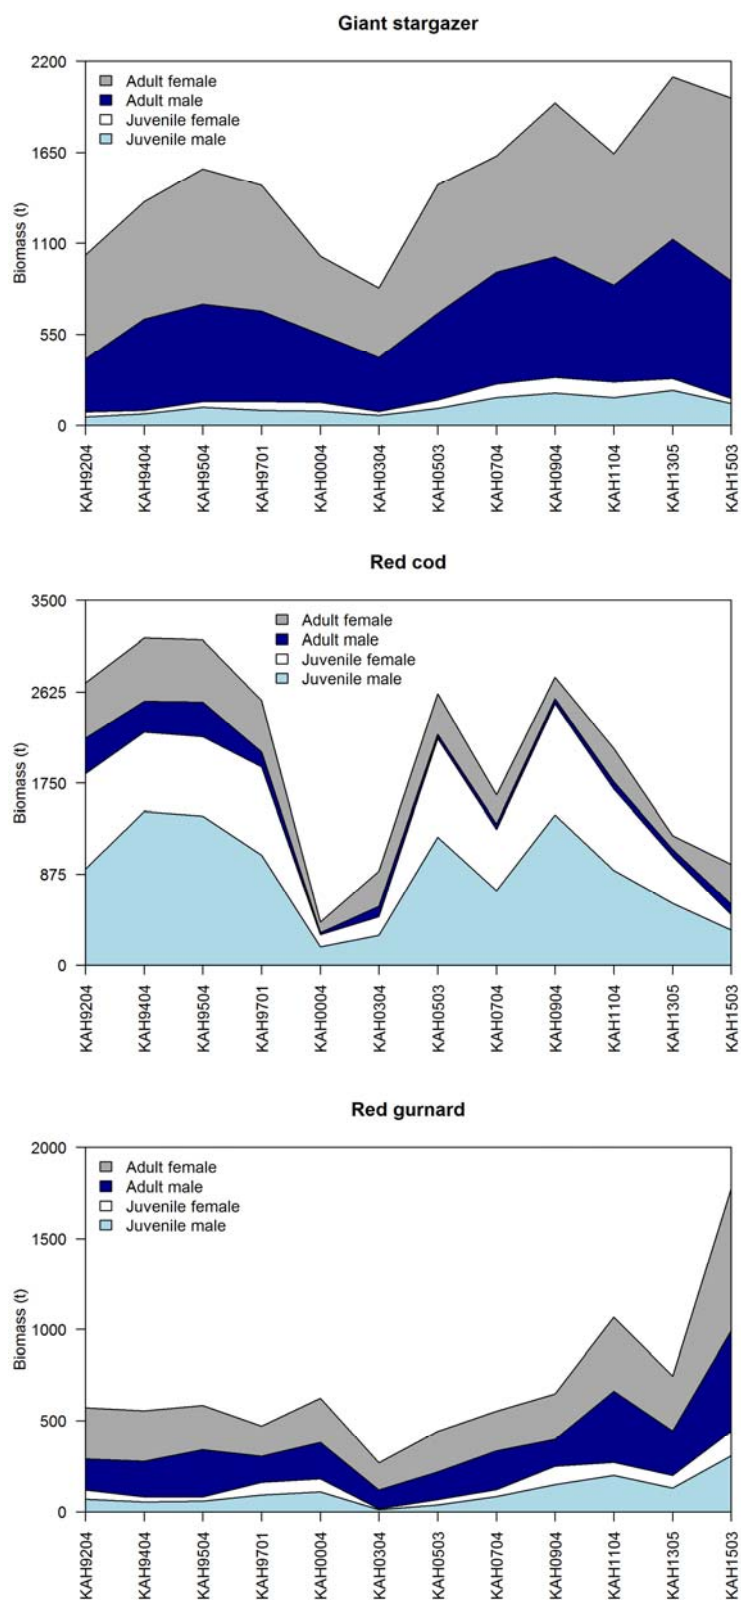 Giant stargazer
2200
1650
1100
550
0
Biomass (t)
Adult female
Adult male
Juvenile female
Juvenile male
KAH9204
KAH9404
KAH9504
KAH9701
KAH0004
KAH0304
KAH0503
KAH0704
KAH0904
KAH1104
KAH1305
KAH1503
Red cod
3500
2625
1750
875
0
Biomass (t)
Adult female
Adult male
Juvenile female
Juvenile male
KAH9204
KAH9404
KAH9504
KAH9701
KAH0004
KAH0304
KAH0503
KAH0704
KAH0904
KAH1104
KAH1305
KAH1503
Red gurnard
2000
1500
1000
500
0
Biomass (t)
Adult female
Adult male
Juvenile female
Juvenile male
KAH9204
KAH9404
KAH9504
KAH9701
KAH0004
KAH0304
KAH0503
KAH0704
KAH0904
KAH1104
KAH1305
KAH1503